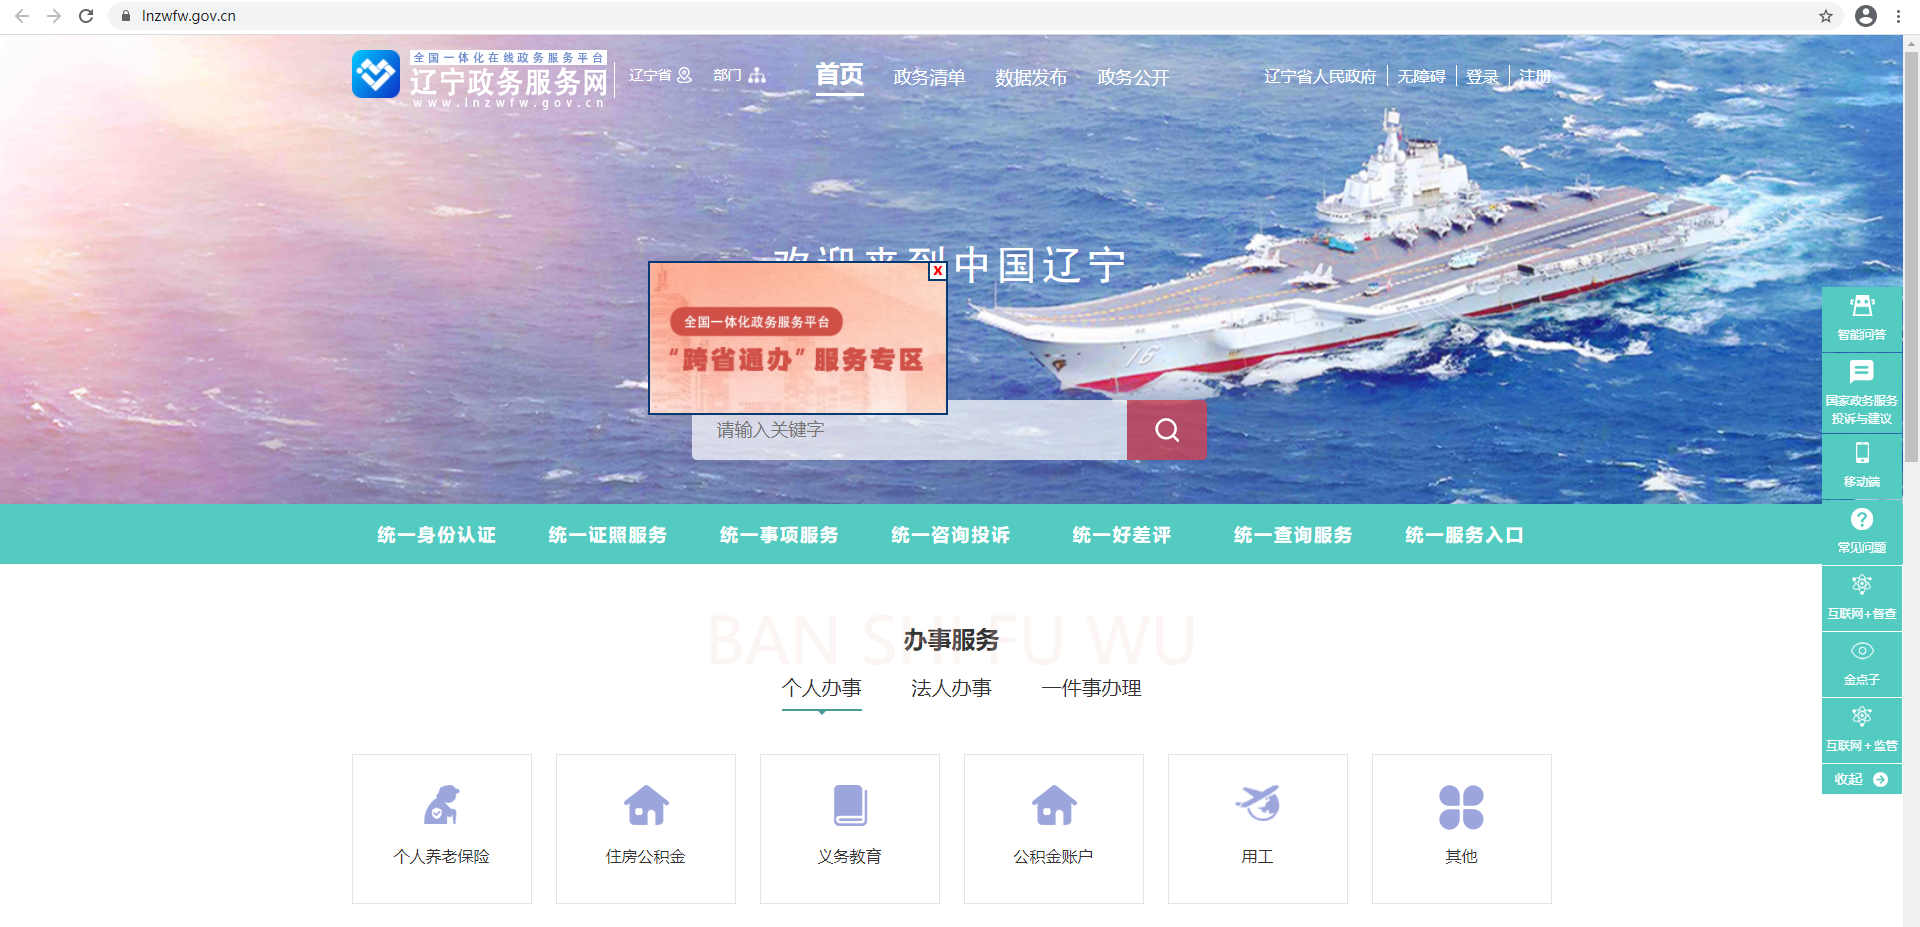 lnzwfw.gov.cn
全国一体化在线政务服务平台
辽宁政务服务网
www.lnzwfw.gov.cn
辽宁省
部门
首页
政务清单
数据发布
政务公开
辽宁省人民政府
无障碍
登录
注册
欢迎来到中国辽宁
x
全国一体化政务服务平台
“跨省通办”服务专区
请输入关键字
16
智能问答
国家政务服务
投诉与建议
移动端
常见问题
互联网+督查
金点子
互联网+监管
收起
统一身份认证
统一证照服务
统一事项服务
统一咨询投诉
统一好差评
统一查询服务
统一服务入口
BAN SHI FU WU
办事服务
个人办事
法人办事
一件事办理
个人养老保险
住房公积金
义务教育
公积金账户
用工
其他